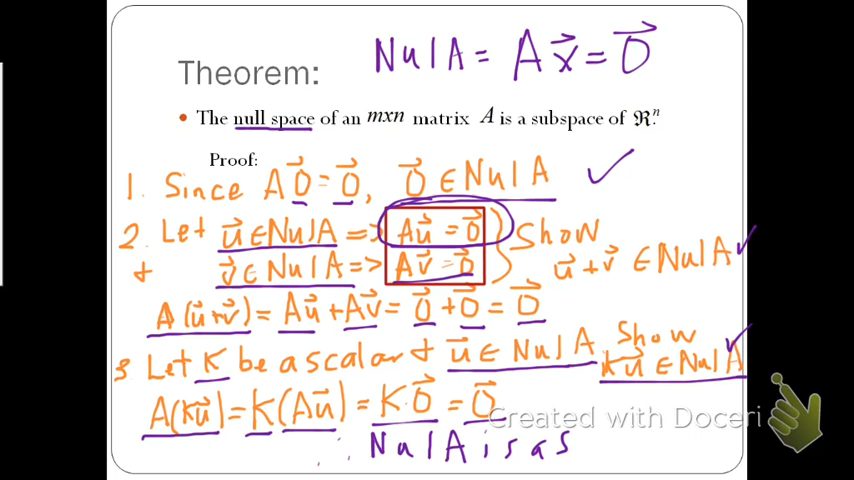 Nul A = Ax⃗ = 0⃗
Theorem:
• The null space of an mxn matrix A is a subspace of ℜⁿ.
Proof:
1. Since A0⃗ = 0⃗, 0⃗ ∈ Nul A ✓
2. Let u⃗ ∈ Nul A => Au⃗ = 0⃗ } Show
+ v⃗ ∈ Nul A => Av⃗ = 0⃗ u⃗ + v⃗ ∈ Nul A ✓
A(u⃗+v⃗) = Au⃗ + Av⃗ = 0⃗ + 0⃗ = 0⃗
3 Let K be a scalar + u⃗ ∈ Nul A Show
Ku⃗ ∈ Nul A ✓
A(Ku⃗) = K(Au⃗) = K·0⃗ = 0⃗
Created with Doceri
∴ Nul A is a s